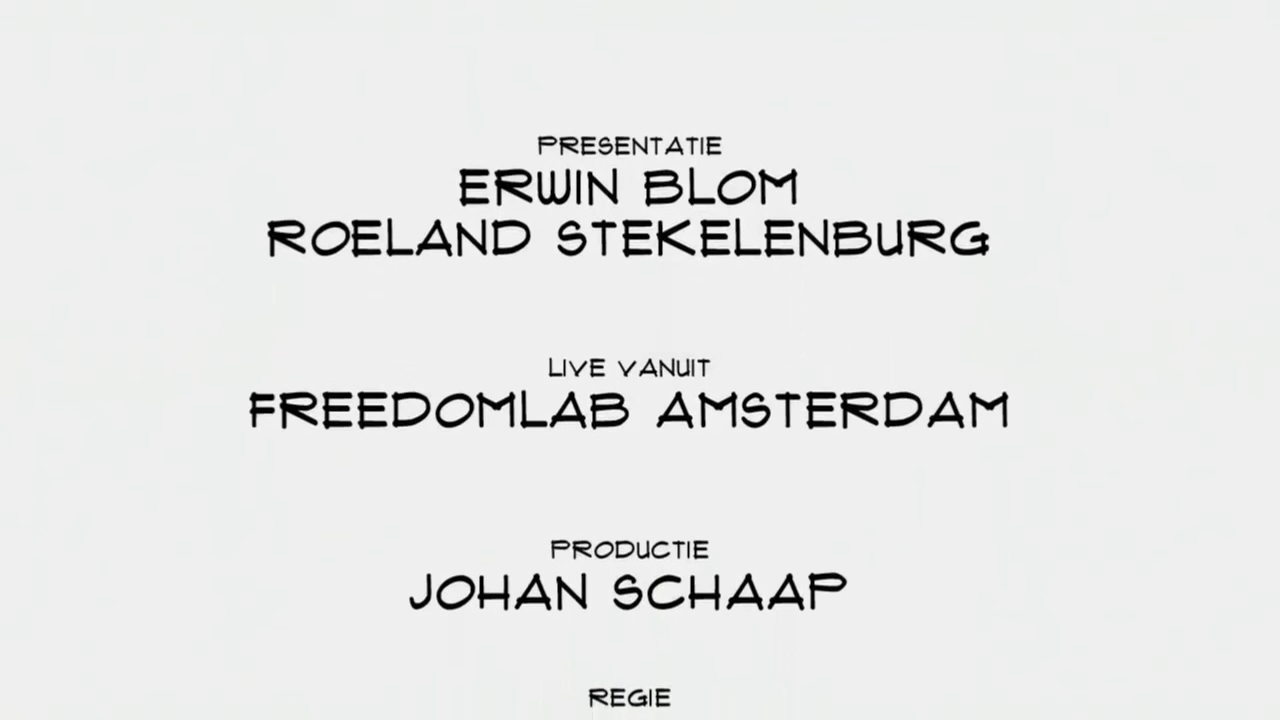 PRESENTATIE
ERWIN BLOM
ROELAND STEKELENBURG
LIVE VANUIT
FREEDOMLAB AMSTERDAM
PRODUCTIE
JOHAN SCHAAP
REGIE